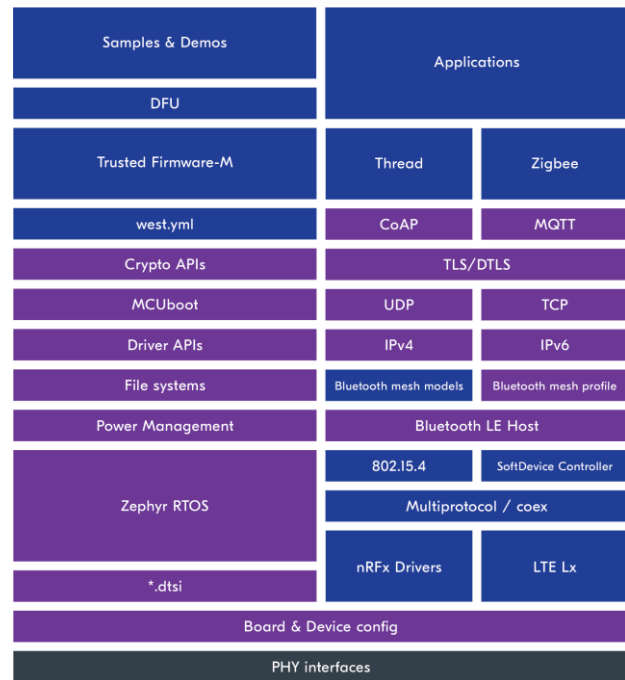 Samples & Demos
Applications
DFU
Trusted Firmware-M
Thread
Zigbee
west.yml
CoAP
MQTT
Crypto APIs
TLS/DTLS
MCUboot
UDP
TCP
Driver APIs
IPv4
IPv6
File systems
Bluetooth mesh models
Bluetooth mesh profile
Power Management
Bluetooth LE Host
Zephyr RTOS
802.15.4
SoftDevice Controller
Multiprotocol / coex
nRFx Drivers
LTE Lx
*.dtsi
Board & Device config
PHY interfaces